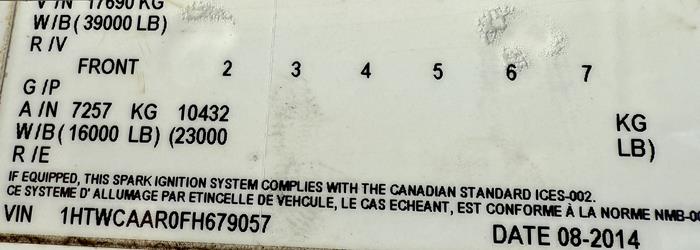 V/N 17690 KG
W/B( 39000 LB)
R /V
FRONT 2 3 4 5 6 7
G /P
A /N 7257 KG 10432 KG
W/B( 16000 LB) (23000 LB)
R /E
IF EQUIPPED, THIS SPARK IGNITION SYSTEM COMPLIES WITH THE CANADIAN STANDARD ICES-002.
CE SYSTEME D' ALLUMAGE PAR ETINCELLE DE VEHCULE, LE CAS ECHEANT, EST CONFORME À LA NORME NMB-00
VIN 1HTWCAAR0FH679057 DATE 08-2014